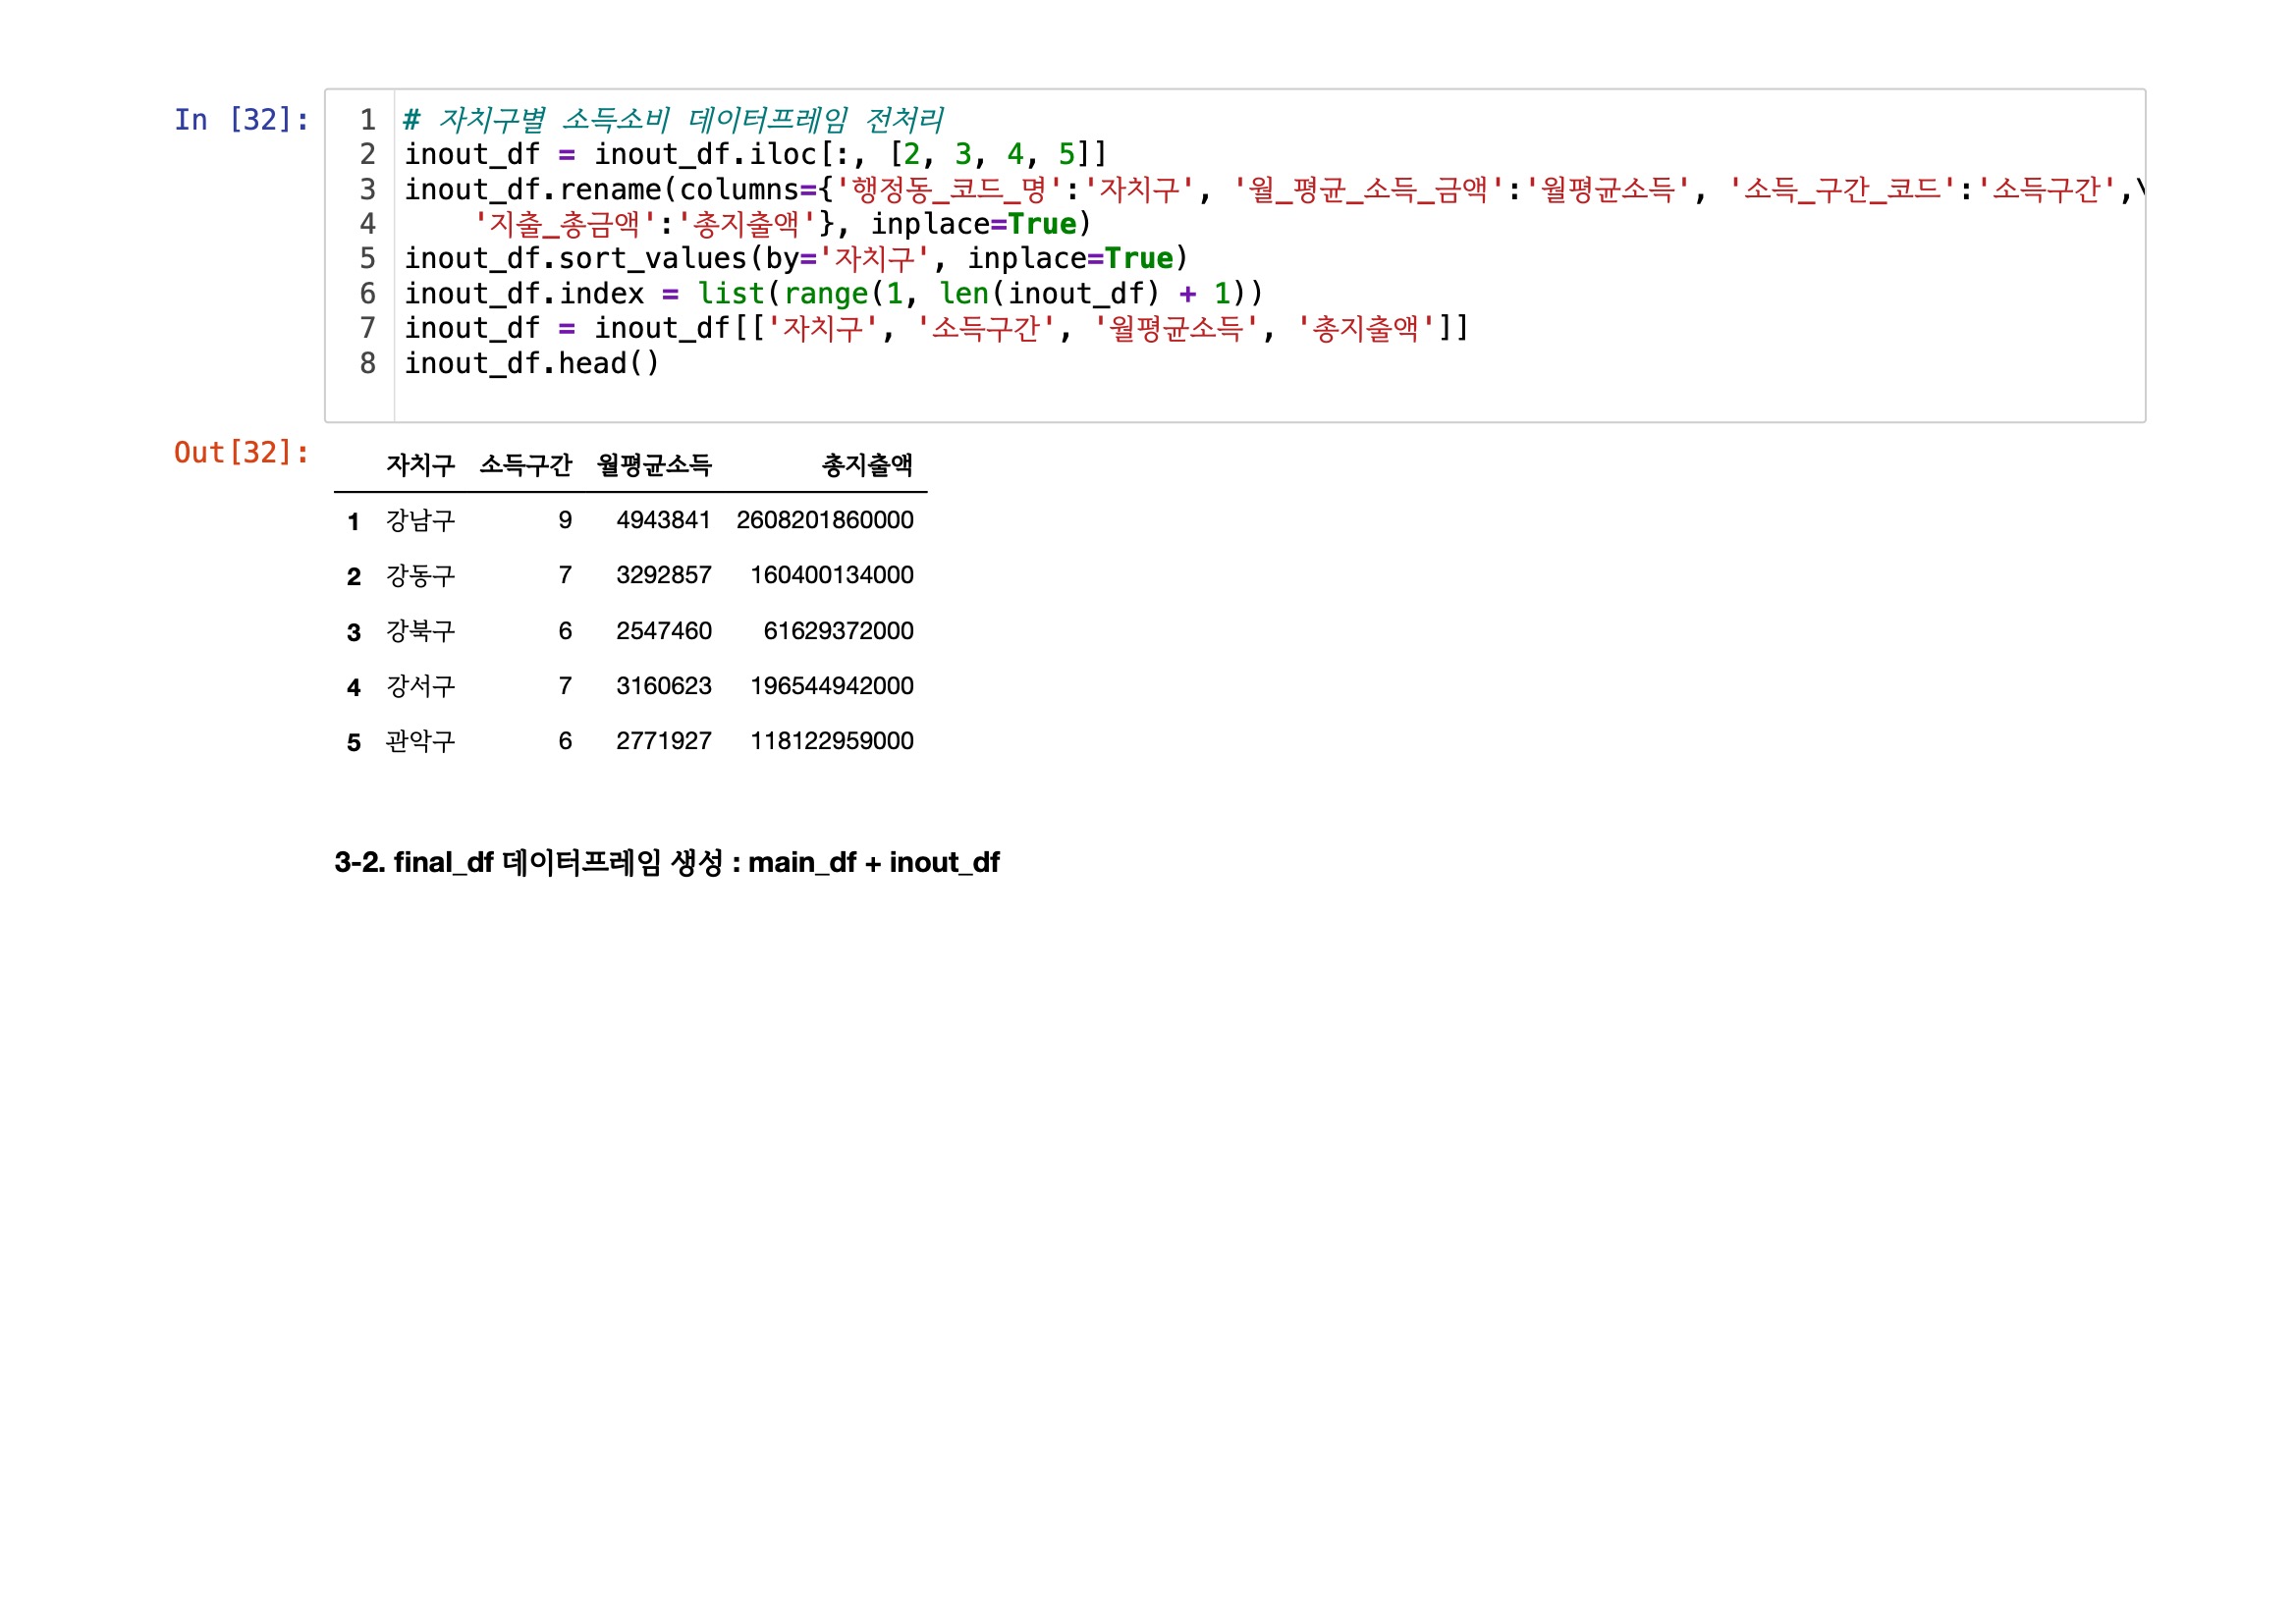 In [32]:
1 # 자치구별 소득소비 데이터프레임 전처리
2 inout_df = inout_df.iloc[:, [2, 3, 4, 5]]
3 inout_df.rename(columns={'행정동_코드_명':'자치구', '월_평균_소득_금액':'월평균소득', '소득_구간_코드':'소득구간',\
4     '지출_총금액':'총지출액'}, inplace=True)
5 inout_df.sort_values(by='자치구', inplace=True)
6 inout_df.index = list(range(1, len(inout_df) + 1))
7 inout_df = inout_df[['자치구', '소득구간', '월평균소득', '총지출액']]
8 inout_df.head()
Out[32]:
자치구 소득구간 월평균소득 총지출액
1 강남구 9 4943841 2608201860000
2 강동구 7 3292857 160400134000
3 강북구 6 2547460 61629372000
4 강서구 7 3160623 196544942000
5 관악구 6 2771927 118122959000
3-2. final_df 데이터프레임 생성 : main_df + inout_df